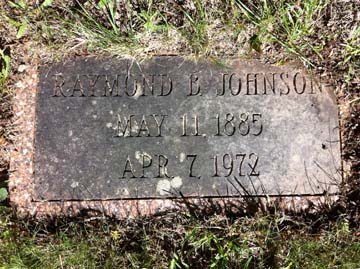 RAYMOND B JOHNSON
MAY 11, 1885
APR 7, 1972